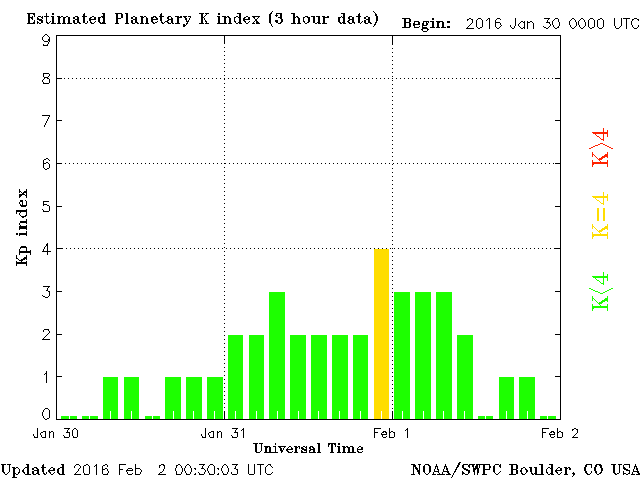 Estimated Planetary K index (3 hour data) Begin: 2016 Jan 30 0000 UTC
9
8
7
6
5
4
3
2
1
0
Kp index
Jan 30 Jan 31 Feb 1 Feb 2
Universal Time
K>4
K=4
K<4
Updated 2016 Feb 2 00:30:03 UTC NOAA/SWPC Boulder, CO USA